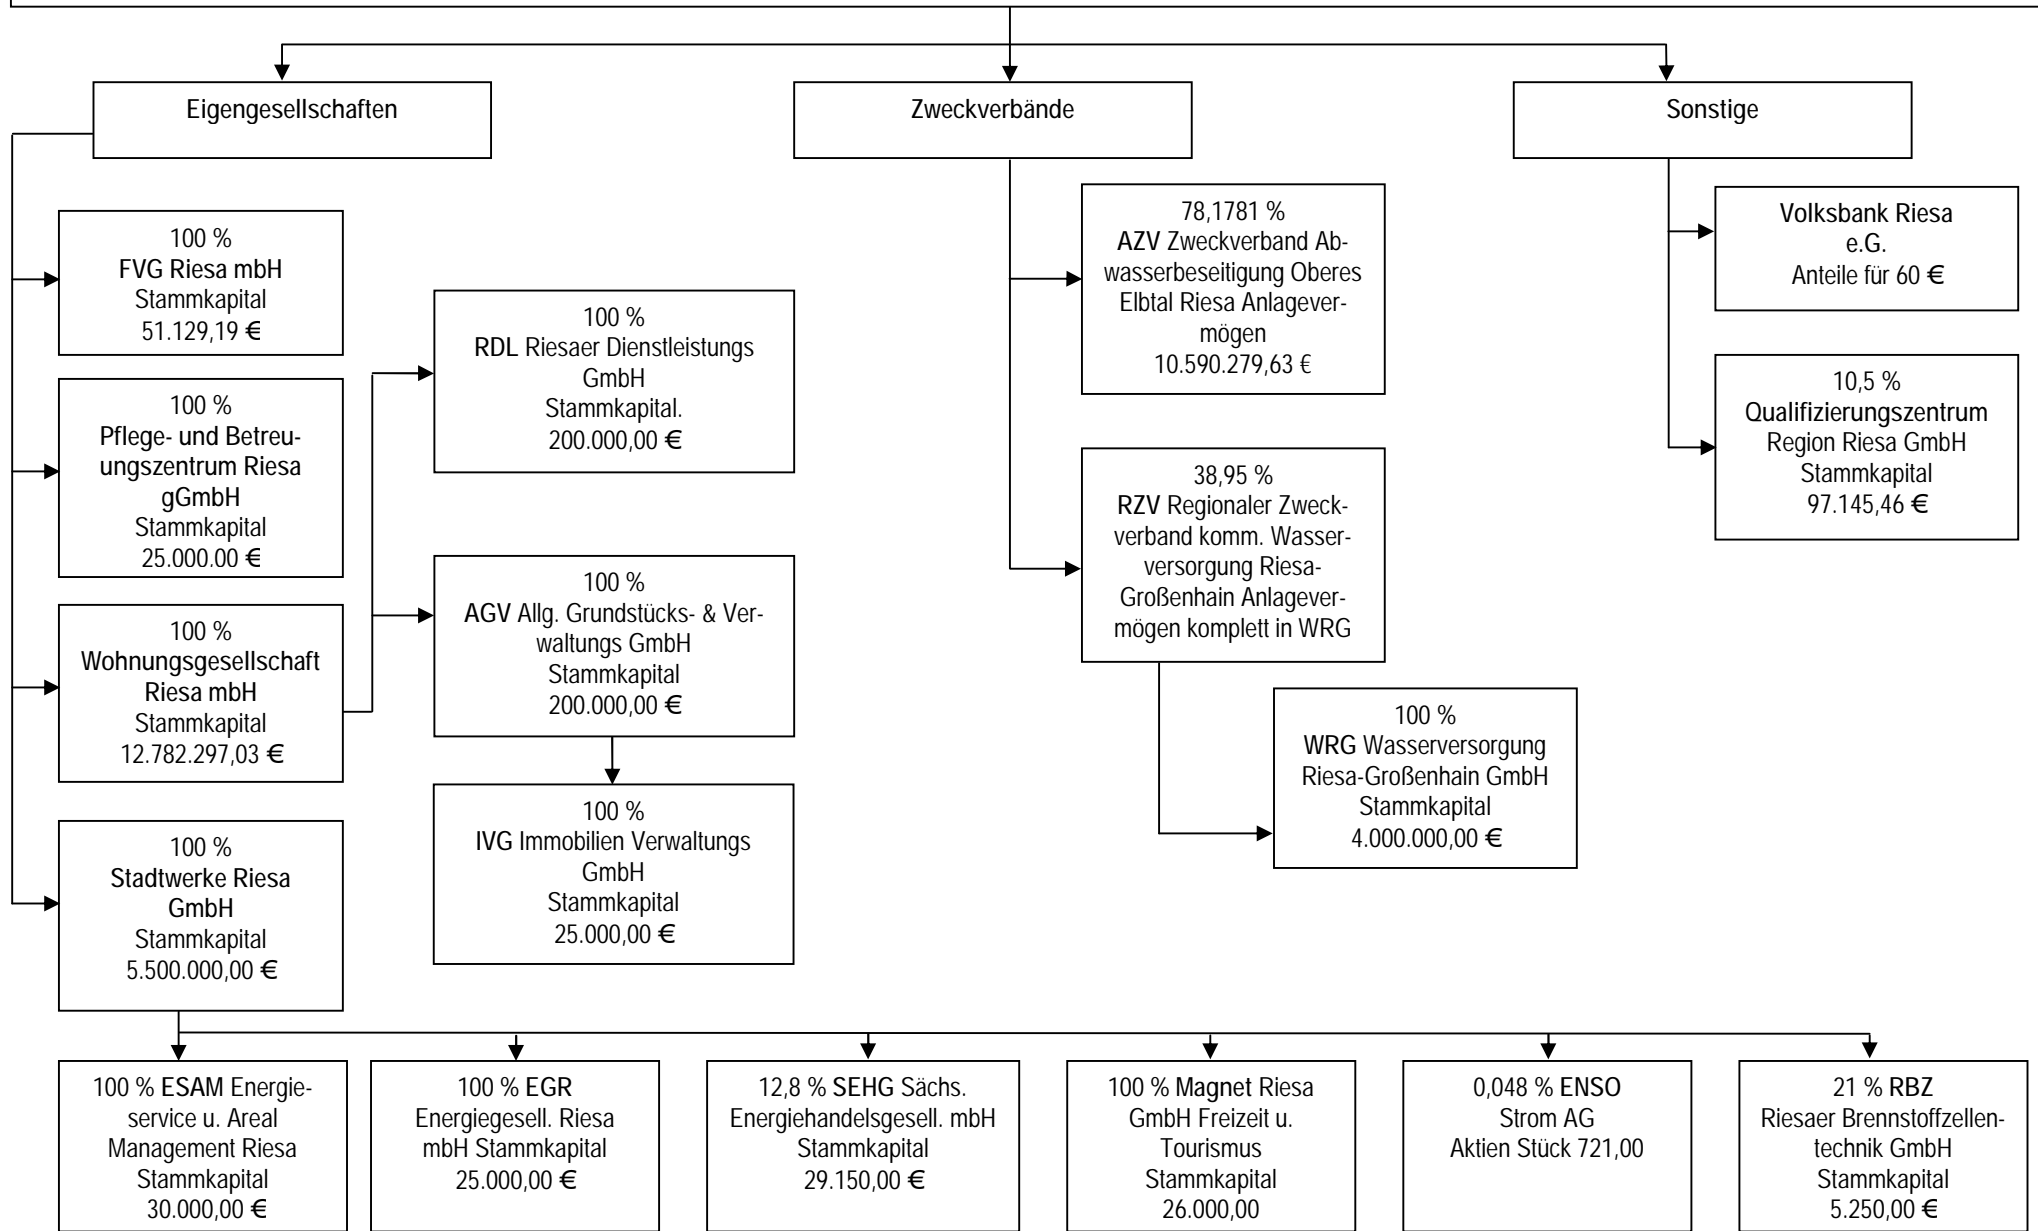 Eigengesellschaften
Zweckverbände
Sonstige
100 %
FVG Riesa mbH
Stammkapital
51.129,19 €
100 %
Pflege- und Betreu-
ungszentrum Riesa
gGmbH
Stammkapital
25.000.00 €
100 %
Wohnungsgesellschaft
Riesa mbH
Stammkapital
12.782.297,03 €
100 %
Stadtwerke Riesa
GmbH
Stammkapital
5.500.000,00 €
100 %
RDL Riesaer Dienstleistungs
GmbH
Stammkapital.
200.000,00 €
100 %
AGV Allg. Grundstücks- & Ver-
waltungs GmbH
Stammkapital
200.000,00 €
100 %
IVG Immobilien Verwaltungs
GmbH
Stammkapital
25.000,00 €
78,1781 %
AZV Zweckverband Ab-
wasserbeseitigung Oberes
Elbtal Riesa Anlagever-
mögen
10.590.279,63 €
38,95 %
RZV Regionaler Zweck-
verband komm. Wasser-
versorgung Riesa-
Großenhain Anlagever-
mögen komplett in WRG
100 %
WRG Wasserversorgung
Riesa-Großenhain GmbH
Stammkapital
4.000.000,00 €
Volksbank Riesa
e.G.
Anteile für 60 €
10,5 %
Qualifizierungszentrum
Region Riesa GmbH
Stammkapital
97.145,46 €
100 % ESAM Energie-
service u. Areal
Management Riesa
Stammkapital
30.000,00 €
100 % EGR
Energiegesell. Riesa
mbH Stammkapital
25.000,00 €
12,8 % SEHG Sächs.
Energiehandelsgesell. mbH
Stammkapital
29.150,00 €
100 % Magnet Riesa
GmbH Freizeit u.
Tourismus
Stammkapital
26.000,00
0,048 % ENSO
Strom AG
Aktien Stück 721,00
21 % RBZ
Riesaer Brennstoffzellen-
technik GmbH
Stammkapital
5.250,00 €